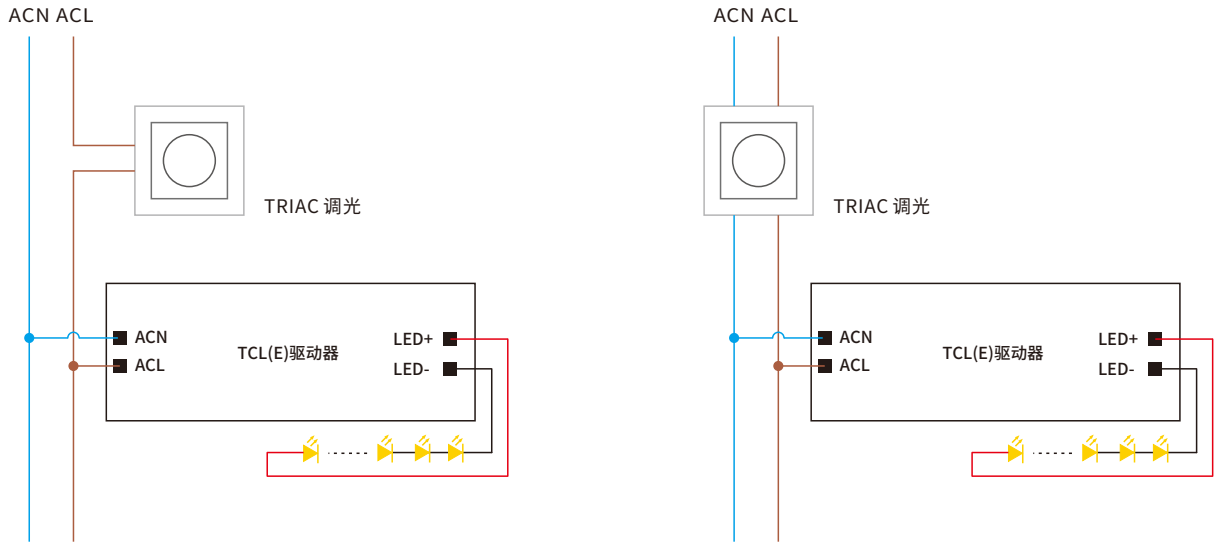 ACN ACL
TRIAC 调光
ACN
ACL
TCL(E)驱动器
LED+
LED-
ACN ACL
TRIAC 调光
ACN
ACL
TCL(E)驱动器
LED+
LED-